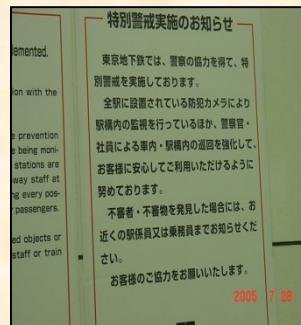 特別警戒実施のお知らせ
東京地下鉄では、警察の協力を得て、特
別警戒を実施しております。
全駅に設置されている防犯カメラにより
駅構内の監視を行っているほか、警察官・
社員による車内・駅構内の巡回を強化して、
お客様に安心してご利用いただけるように
努めております。
不審者・不審物を発見した場合には、お
近くの駅係員又は乗務員までお知らせくだ
さい。
お客様のご協力をお願いいたします。
emented.
ion with the
prevention
being moni-
stations are
way staff at
ng every pos-
passengers.
ed objects or
staff or train
2005 7 28